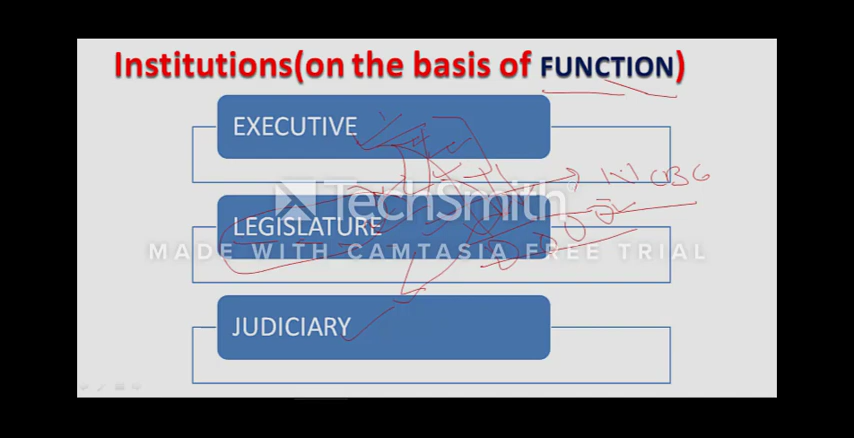 Institutions(on the basis of FUNCTION)
EXECUTIVE
TechSmith
LEGISLATURE
MADE WITH CAMTASIA FREE TRIAL
JUDICIARY